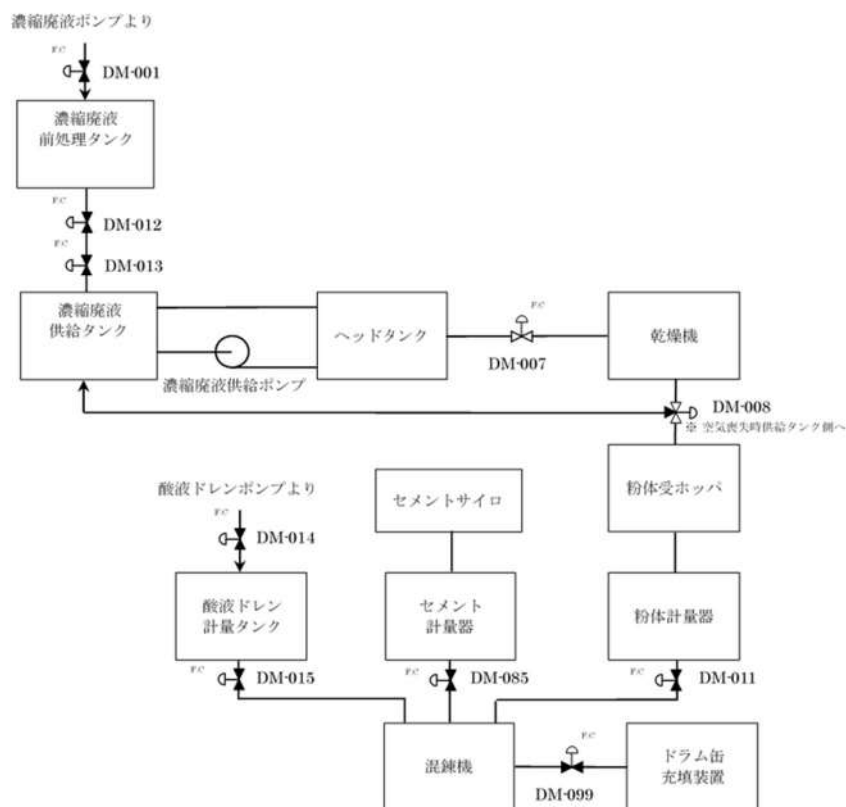 濃縮廃液ポンプより
F.C
DM-001
濃縮廃液
前処理タンク
F.C
DM-012
F.C
DM-013
濃縮廃液
供給タンク
濃縮廃液供給ポンプ
ヘッドタンク
F.C
DM-007
乾燥機
DM-008
※ 空気喪失時供給タンク側へ
粉体受ホッパ
酸液ドレンポンプより
F.C
DM-014
セメントサイロ
酸液ドレン
計量タンク
セメント
計量器
粉体計量器
F.C
DM-015
F.C
DM-085
F.C
DM-011
混錬機
F.C
DM-099
ドラム缶
充填装置